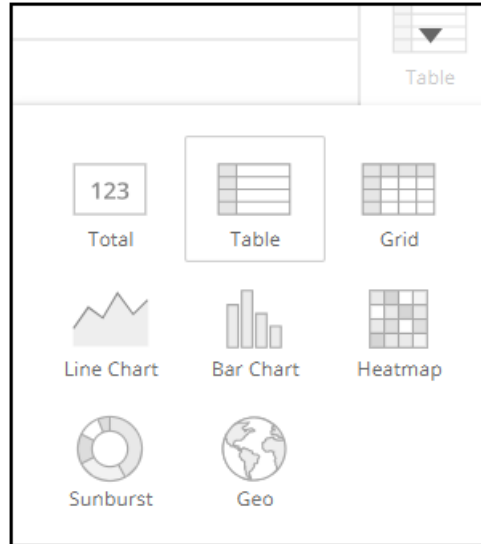 Table
123
Total
Table
Grid
Line Chart
Bar Chart
Heatmap
Sunburst
Geo